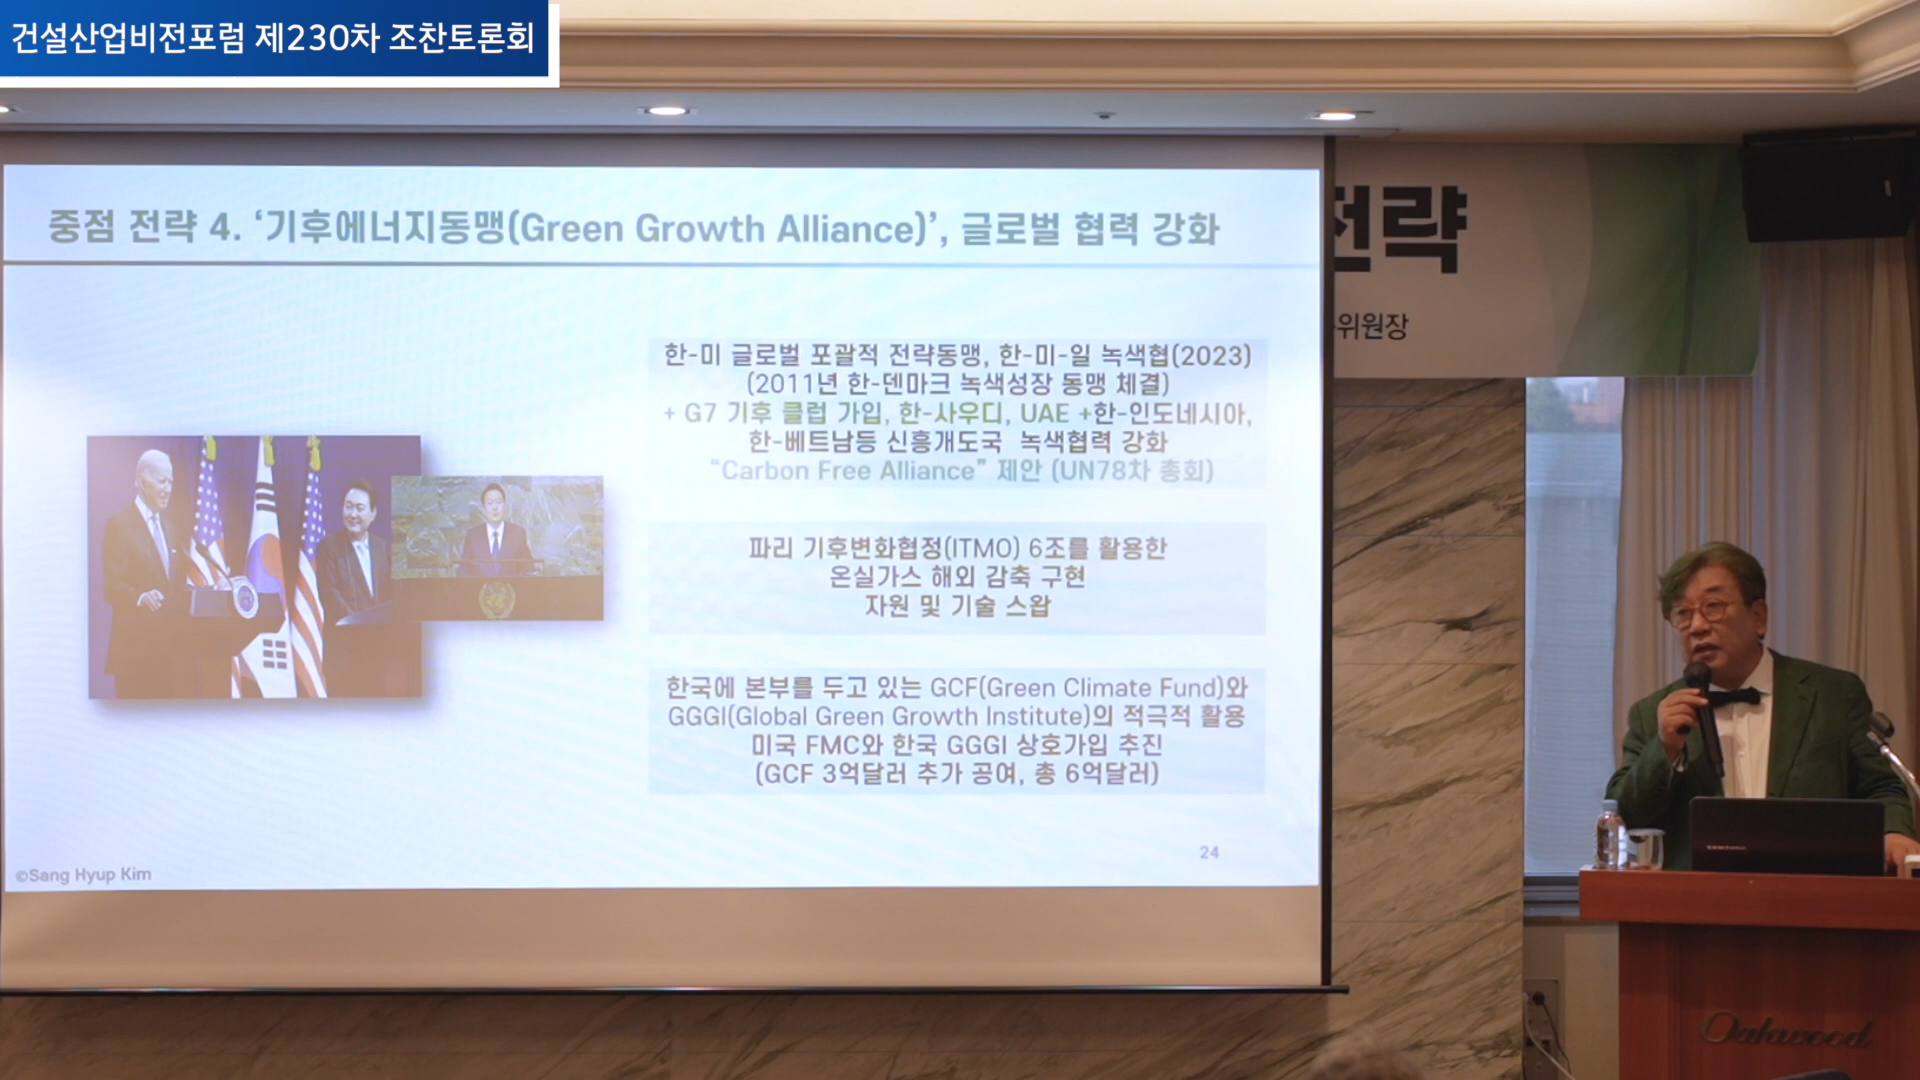 건설산업비전포럼 제230차 조찬토론회
중점 전략 4. ‘기후에너지동맹(Green Growth Alliance)’, 글로벌 협력 강화
한-미 글로벌 포괄적 전략동맹, 한-미-일 녹색협(2023)
(2011년 한-덴마크 녹색성장 동맹 체결)
+ G7 기후 클럽 가입, 한-사우디, UAE +한-인도네시아,
한-베트남등 신흥개도국 녹색협력 강화
“Carbon Free Alliance” 제안 (UN78차 총회)
파리 기후변화협정(ITMO) 6조를 활용한
온실가스 해외 감축 구현
자원 및 기술 스왑
한국에 본부를 두고 있는 GCF(Green Climate Fund)와
GGGI(Global Green Growth Institute)의 적극적 활용
미국 FMC와 한국 GGGI 상호가입 추진
(GCF 3억달러 추가 공여, 총 6억달러)
24
©Sang Hyup Kim
전략
위원장
Oakwood